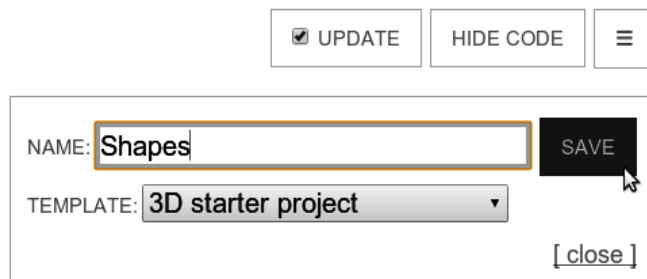 UPDATE HIDE CODE ☰
NAME: Shapes SAVE
TEMPLATE: 3D starter project
[ close ]